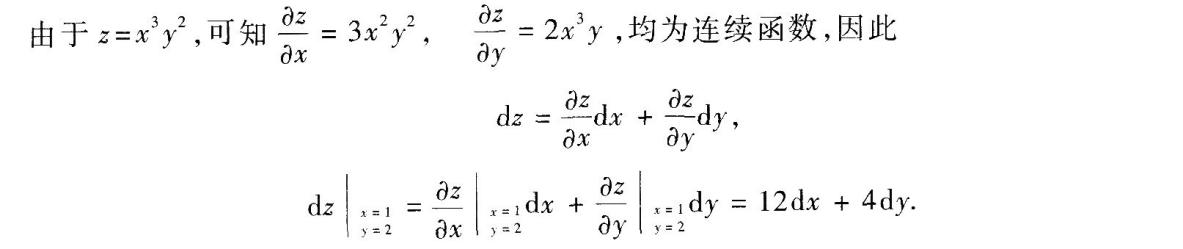 由于 z=x³y²,可知 ∂z/∂x = 3x²y², ∂z/∂y = 2x³y ,均为连续函数,因此
dz = ∂z/∂x dx + ∂z/∂y dy,
dz | x=1 y=2 = ∂z/∂x | x=1 y=2 dx + ∂z/∂y | x=1 y=2 dy = 12dx + 4dy.